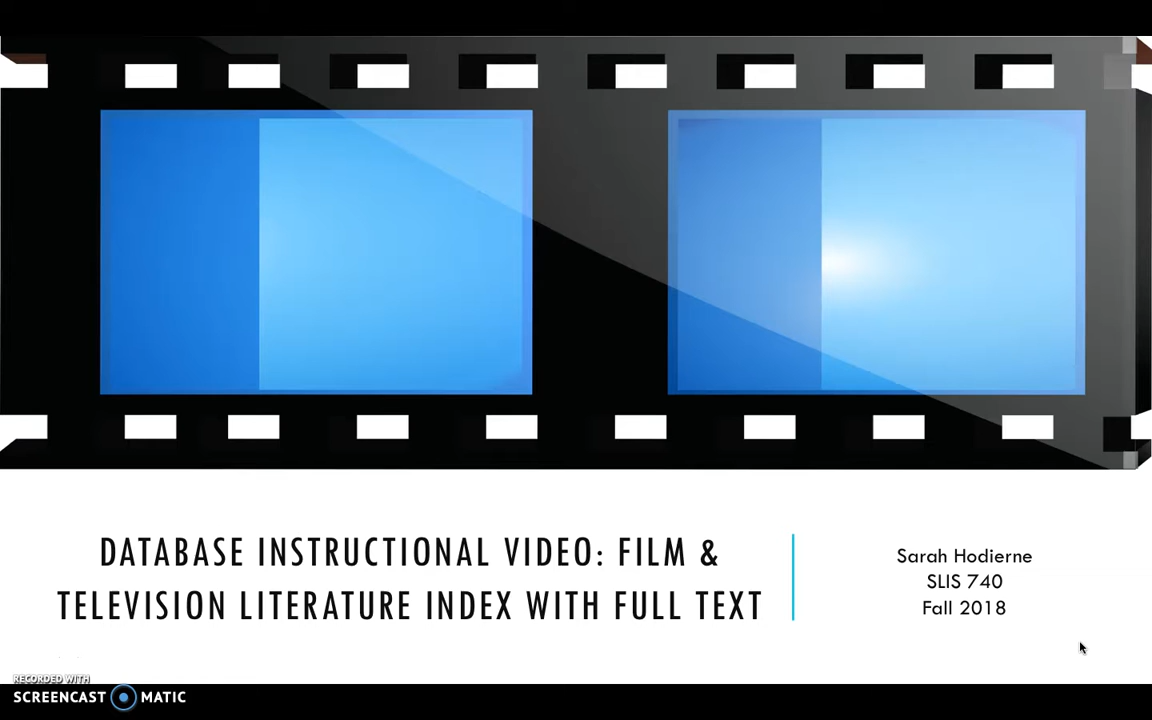 DATABASE INSTRUCTIONAL VIDEO: FILM &
TELEVISION LITERATURE INDEX WITH FULL TEXT
Sarah Hodierne
SLIS 740
Fall 2018
RECORDED WITH
SCREENCAST MATIC